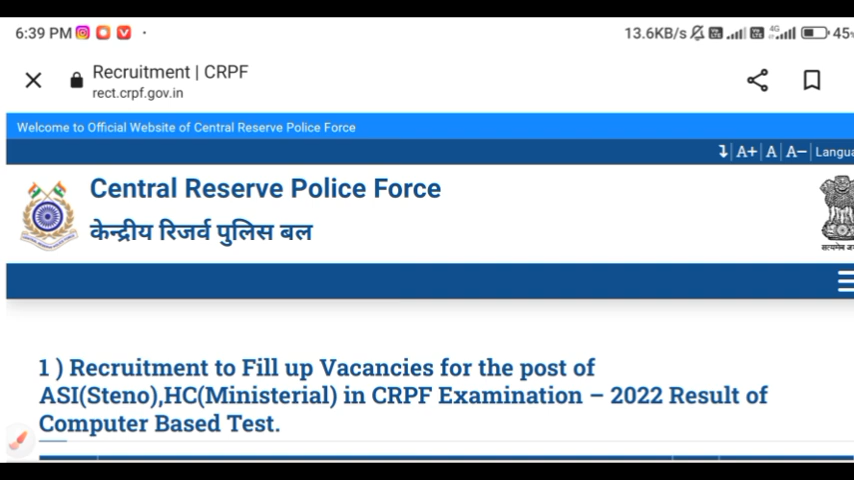 6:39 PM
13.6KB/s 4G 45%
Recruitment | CRPF
rect.crpf.gov.in
Welcome to Official Website of Central Reserve Police Force
A+ | A | A− | Langua
Central Reserve Police Force
केन्द्रीय रिजर्व पुलिस बल
1 ) Recruitment to Fill up Vacancies for the post of
ASI(Steno),HC(Ministerial) in CRPF Examination – 2022 Result of
Computer Based Test.